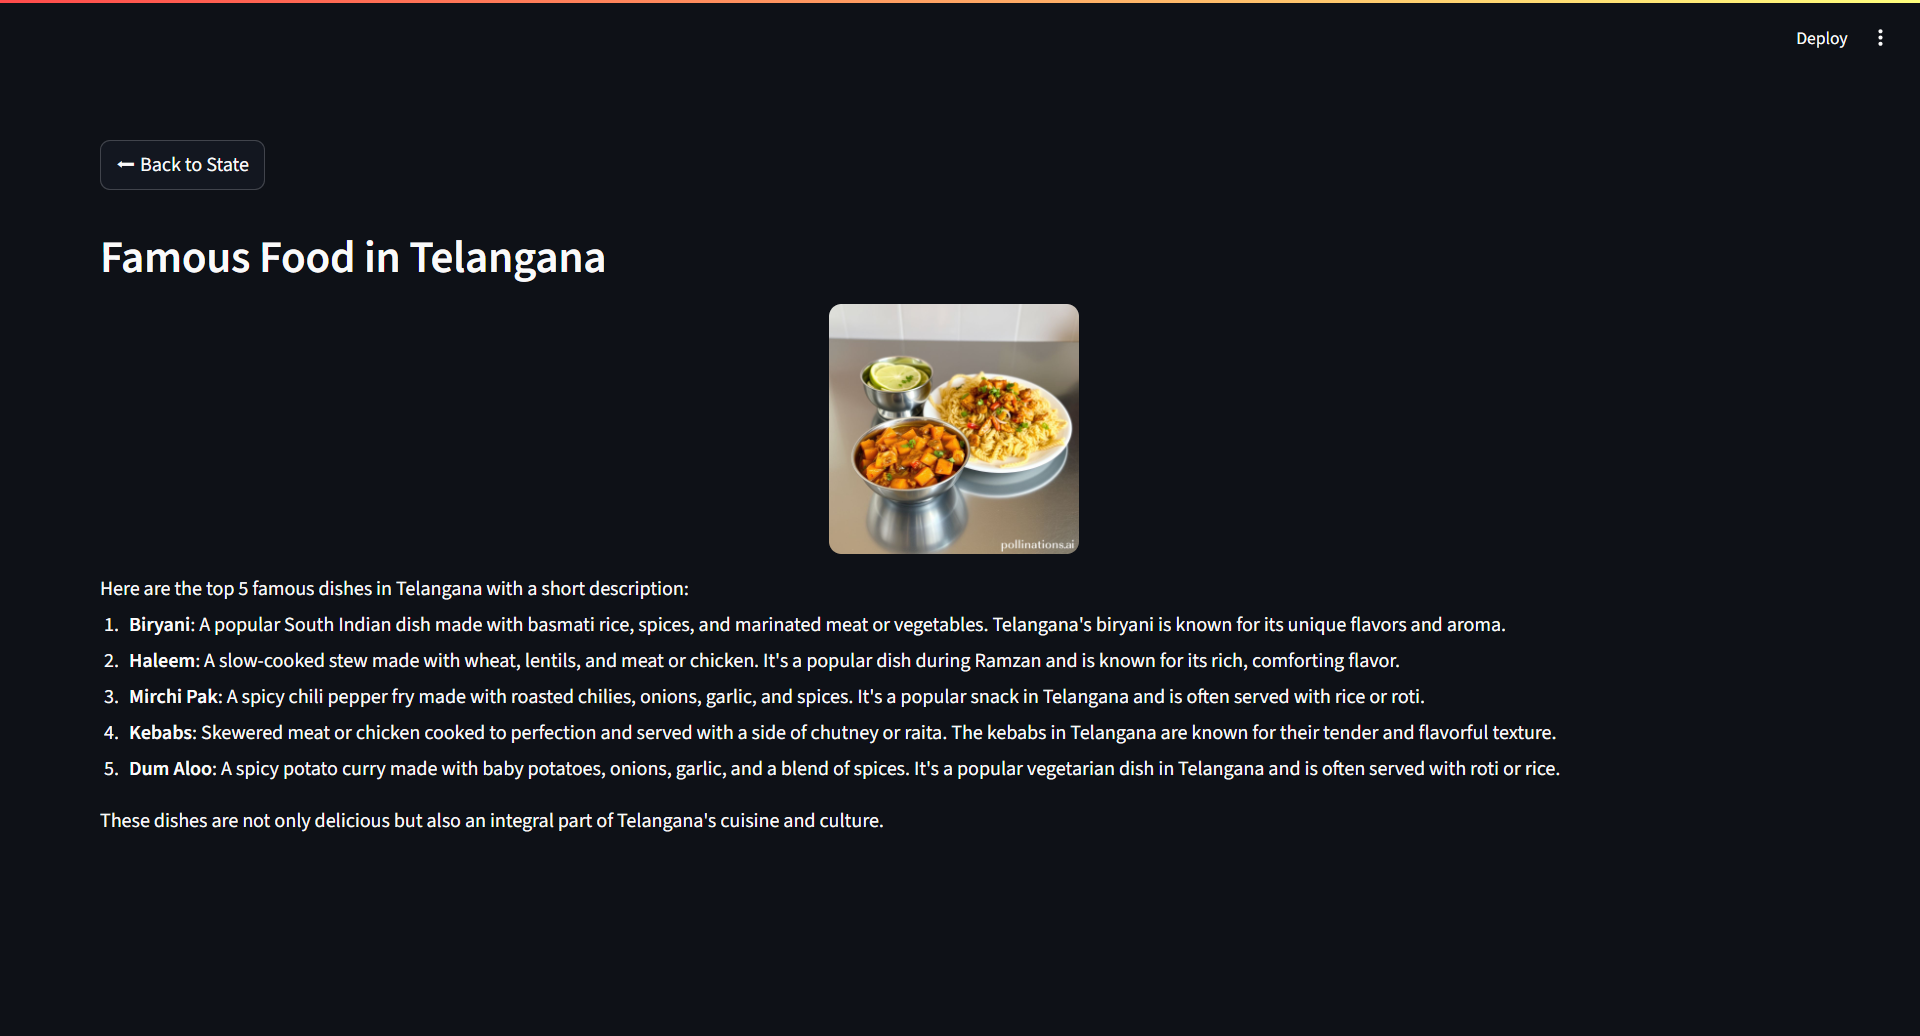 Deploy
Back to State
Famous Food in Telangana
pollinations.ai
Here are the top 5 famous dishes in Telangana with a short description:
1. Biryani: A popular South Indian dish made with basmati rice, spices, and marinated meat or vegetables. Telangana's biryani is known for its unique flavors and aroma.
2. Haleem: A slow-cooked stew made with wheat, lentils, and meat or chicken. It's a popular dish during Ramzan and is known for its rich, comforting flavor.
3. Mirchi Pak: A spicy chili pepper fry made with roasted chilies, onions, garlic, and spices. It's a popular snack in Telangana and is often served with rice or roti.
4. Kebabs: Skewered meat or chicken cooked to perfection and served with a side of chutney or raita. The kebabs in Telangana are known for their tender and flavorful texture.
5. Dum Aloo: A spicy potato curry made with baby potatoes, onions, garlic, and a blend of spices. It's a popular vegetarian dish in Telangana and is often served with roti or rice.
These dishes are not only delicious but also an integral part of Telangana's cuisine and culture.